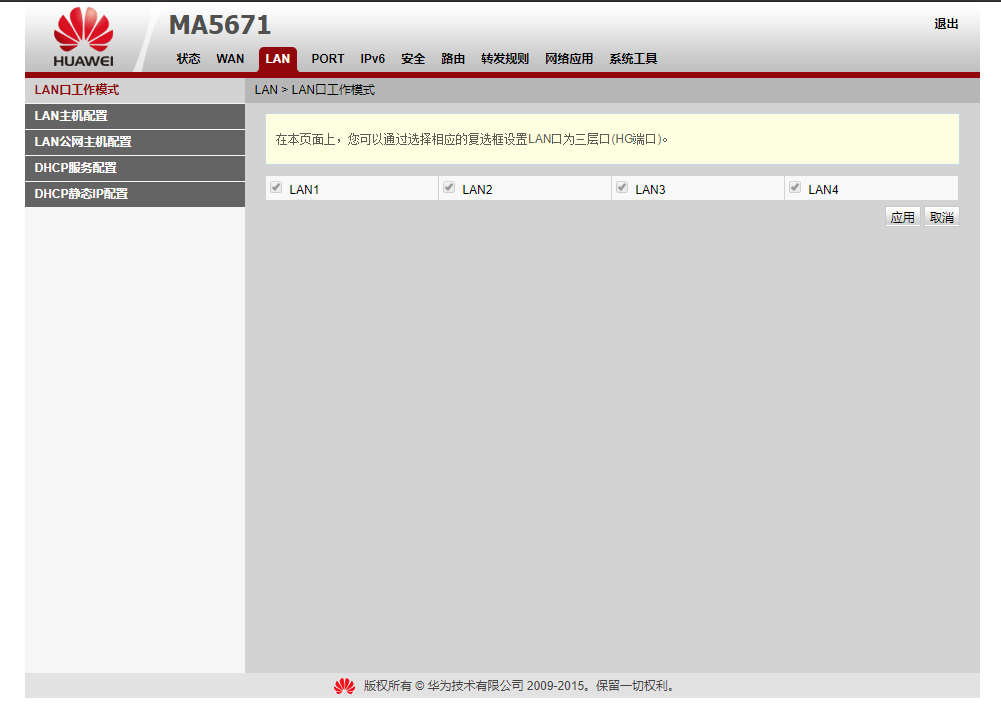 MA5671
退出
HUAWEI
状态 WAN LAN PORT IPv6 安全 路由 转发规则 网络应用 系统工具
LAN口工作模式
LAN > LAN口工作模式
LAN主机配置
LAN公网主机配置
DHCP服务配置
DHCP静态IP配置
在本页面上，您可以通过选择相应的复选框设置LAN口为三层口(HG端口)。
LAN1 LAN2 LAN3 LAN4
应用 取消
版权所有 © 华为技术有限公司 2009-2015。保留一切权利。